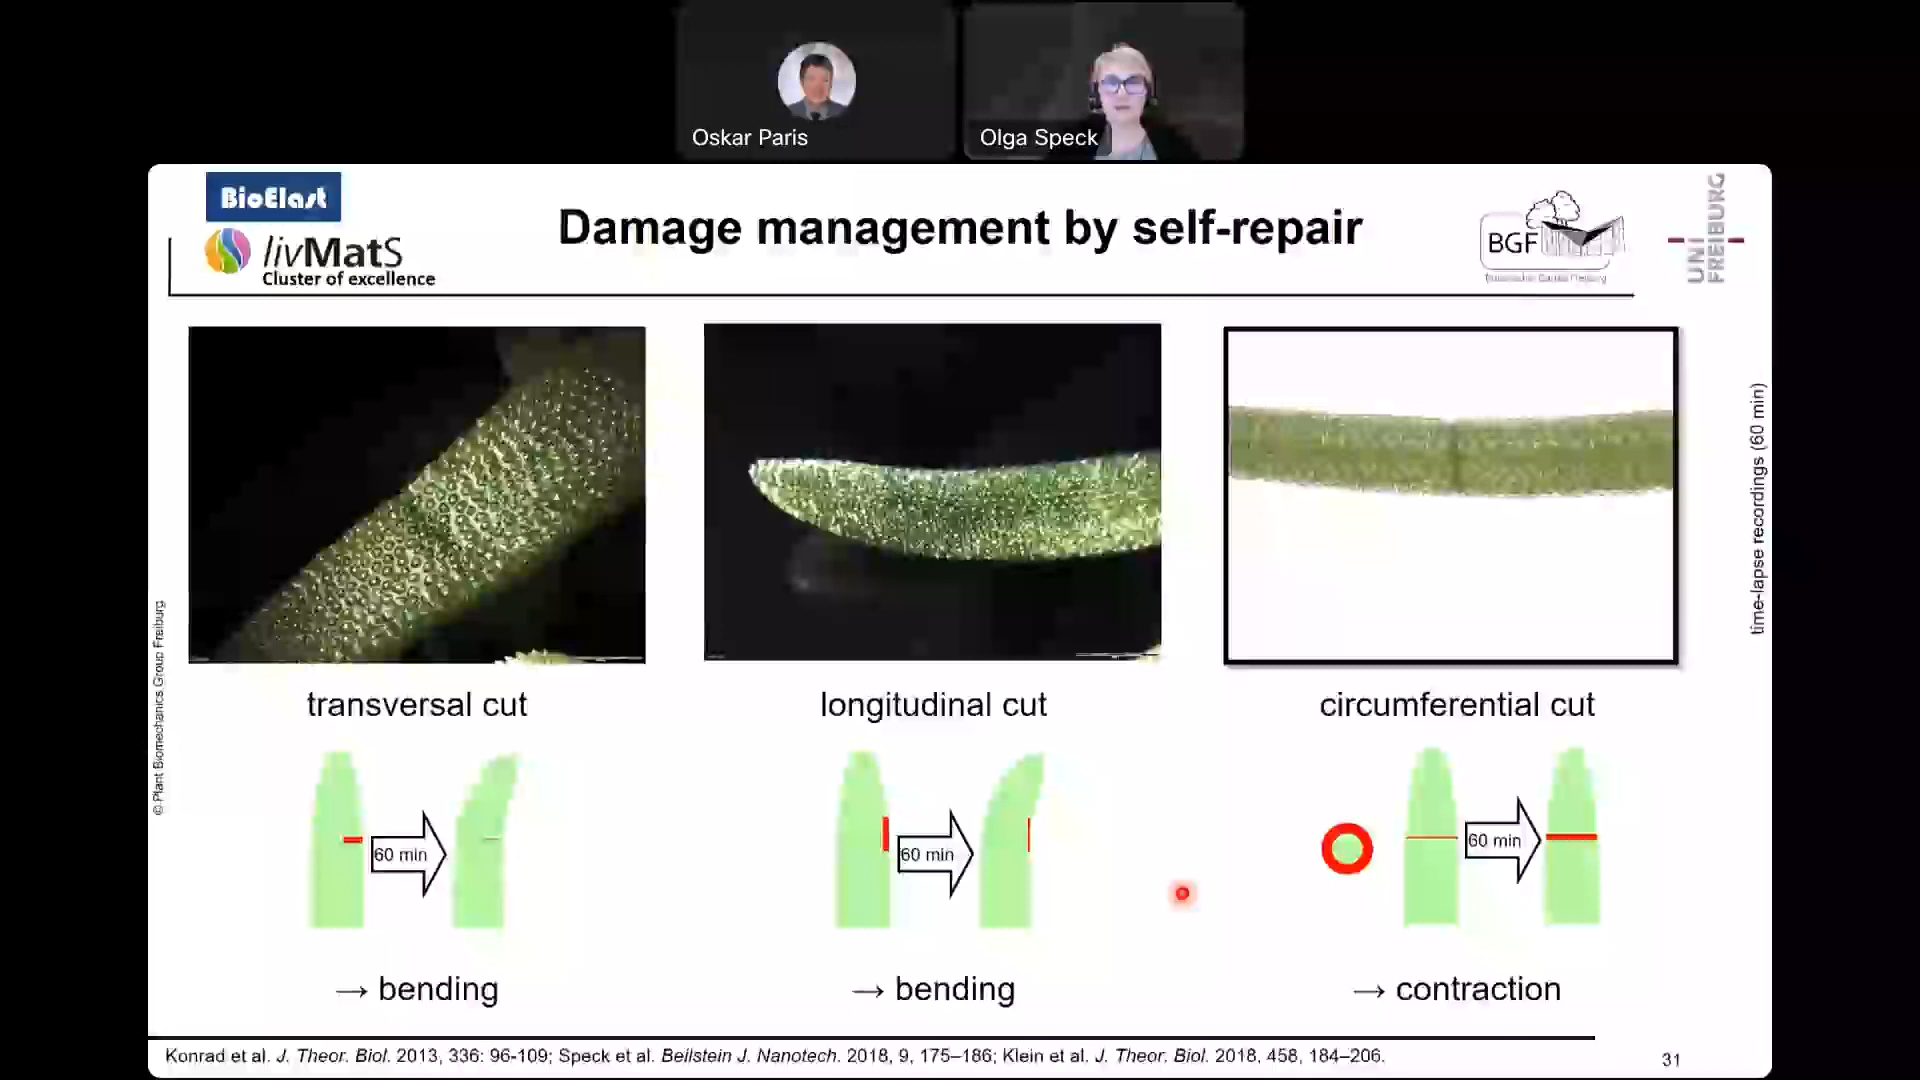 Oskar Paris
Olga Speck
BioElast
livMatS
Cluster of excellence
Damage management by self-repair
BGF
Botanischer Garten Freiburg
UNI
FREIBURG
© Plant Biomechanics Group Freiburg
time-lapse recordings (60 min)
transversal cut
longitudinal cut
circumferential cut
60 min
60 min
60 min
→ bending
→ bending
→ contraction
Konrad et al. J. Theor. Biol. 2013, 336: 96-109; Speck et al. Beilstein J. Nanotech. 2018, 9, 175–186; Klein et al. J. Theor. Biol. 2018, 458, 184–206.
31